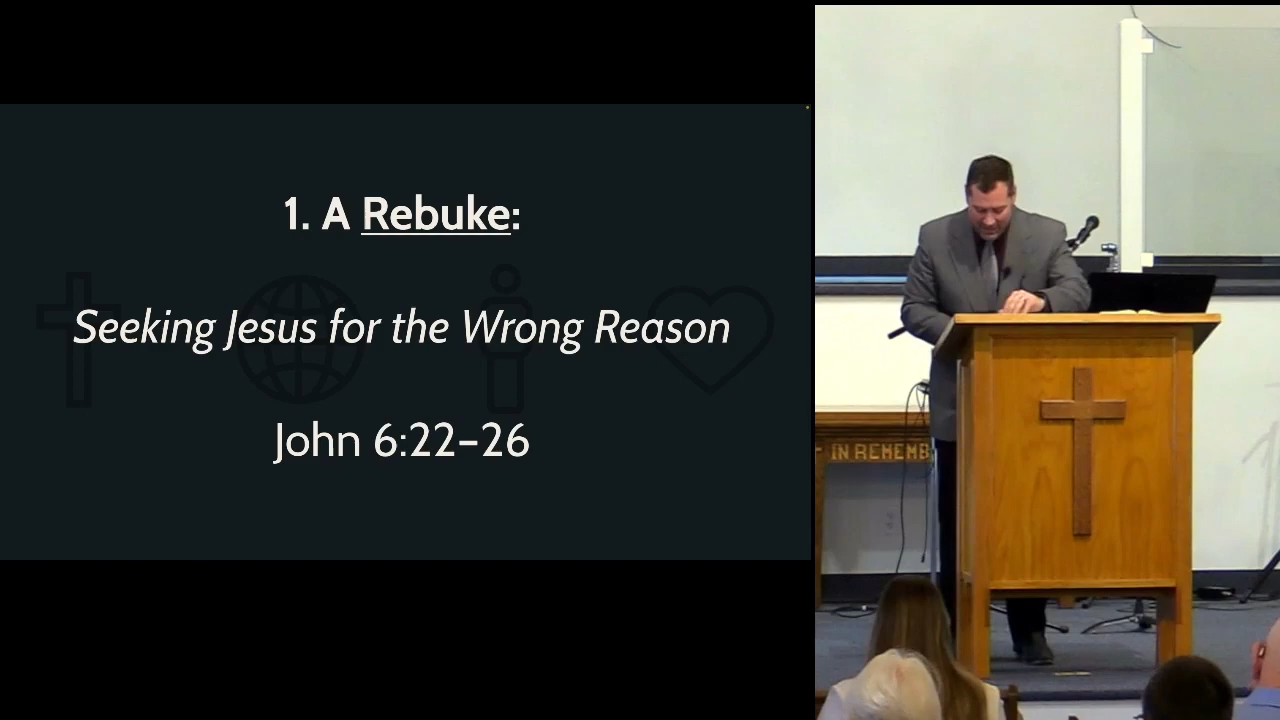 1. A Rebuke:
Seeking Jesus for the Wrong Reason
John 6:22–26
IN REMEMB